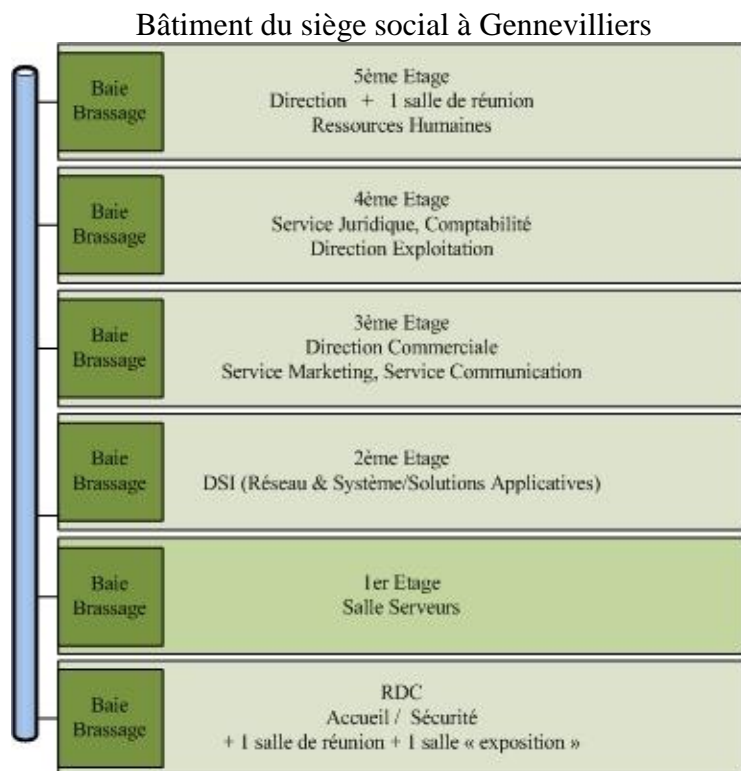 Bâtiment du siège social à Gennevilliers
Baie
Brassage
5ème Etage
Direction + 1 salle de réunion
Ressources Humaines
Baie
Brassage
4ème Etage
Service Juridique, Comptabilité
Direction Exploitation
Baie
Brassage
3ème Etage
Direction Commerciale
Service Marketing, Service Communication
Baie
Brassage
2ème Etage
DSI (Réseau & Système/Solutions Applicatives)
Baie
Brassage
1er Etage
Salle Serveurs
Baie
Brassage
RDC
Accueil / Sécurité
+ 1 salle de réunion + 1 salle « exposition »